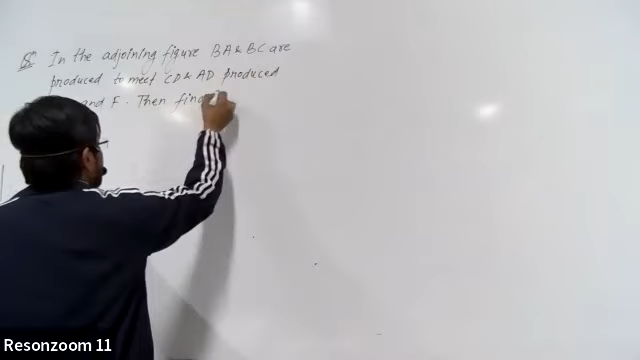 Q: In the adjoining figure BA & BC are
produced to meet CD & AD produced
and F. Then find
Resonzoom 11